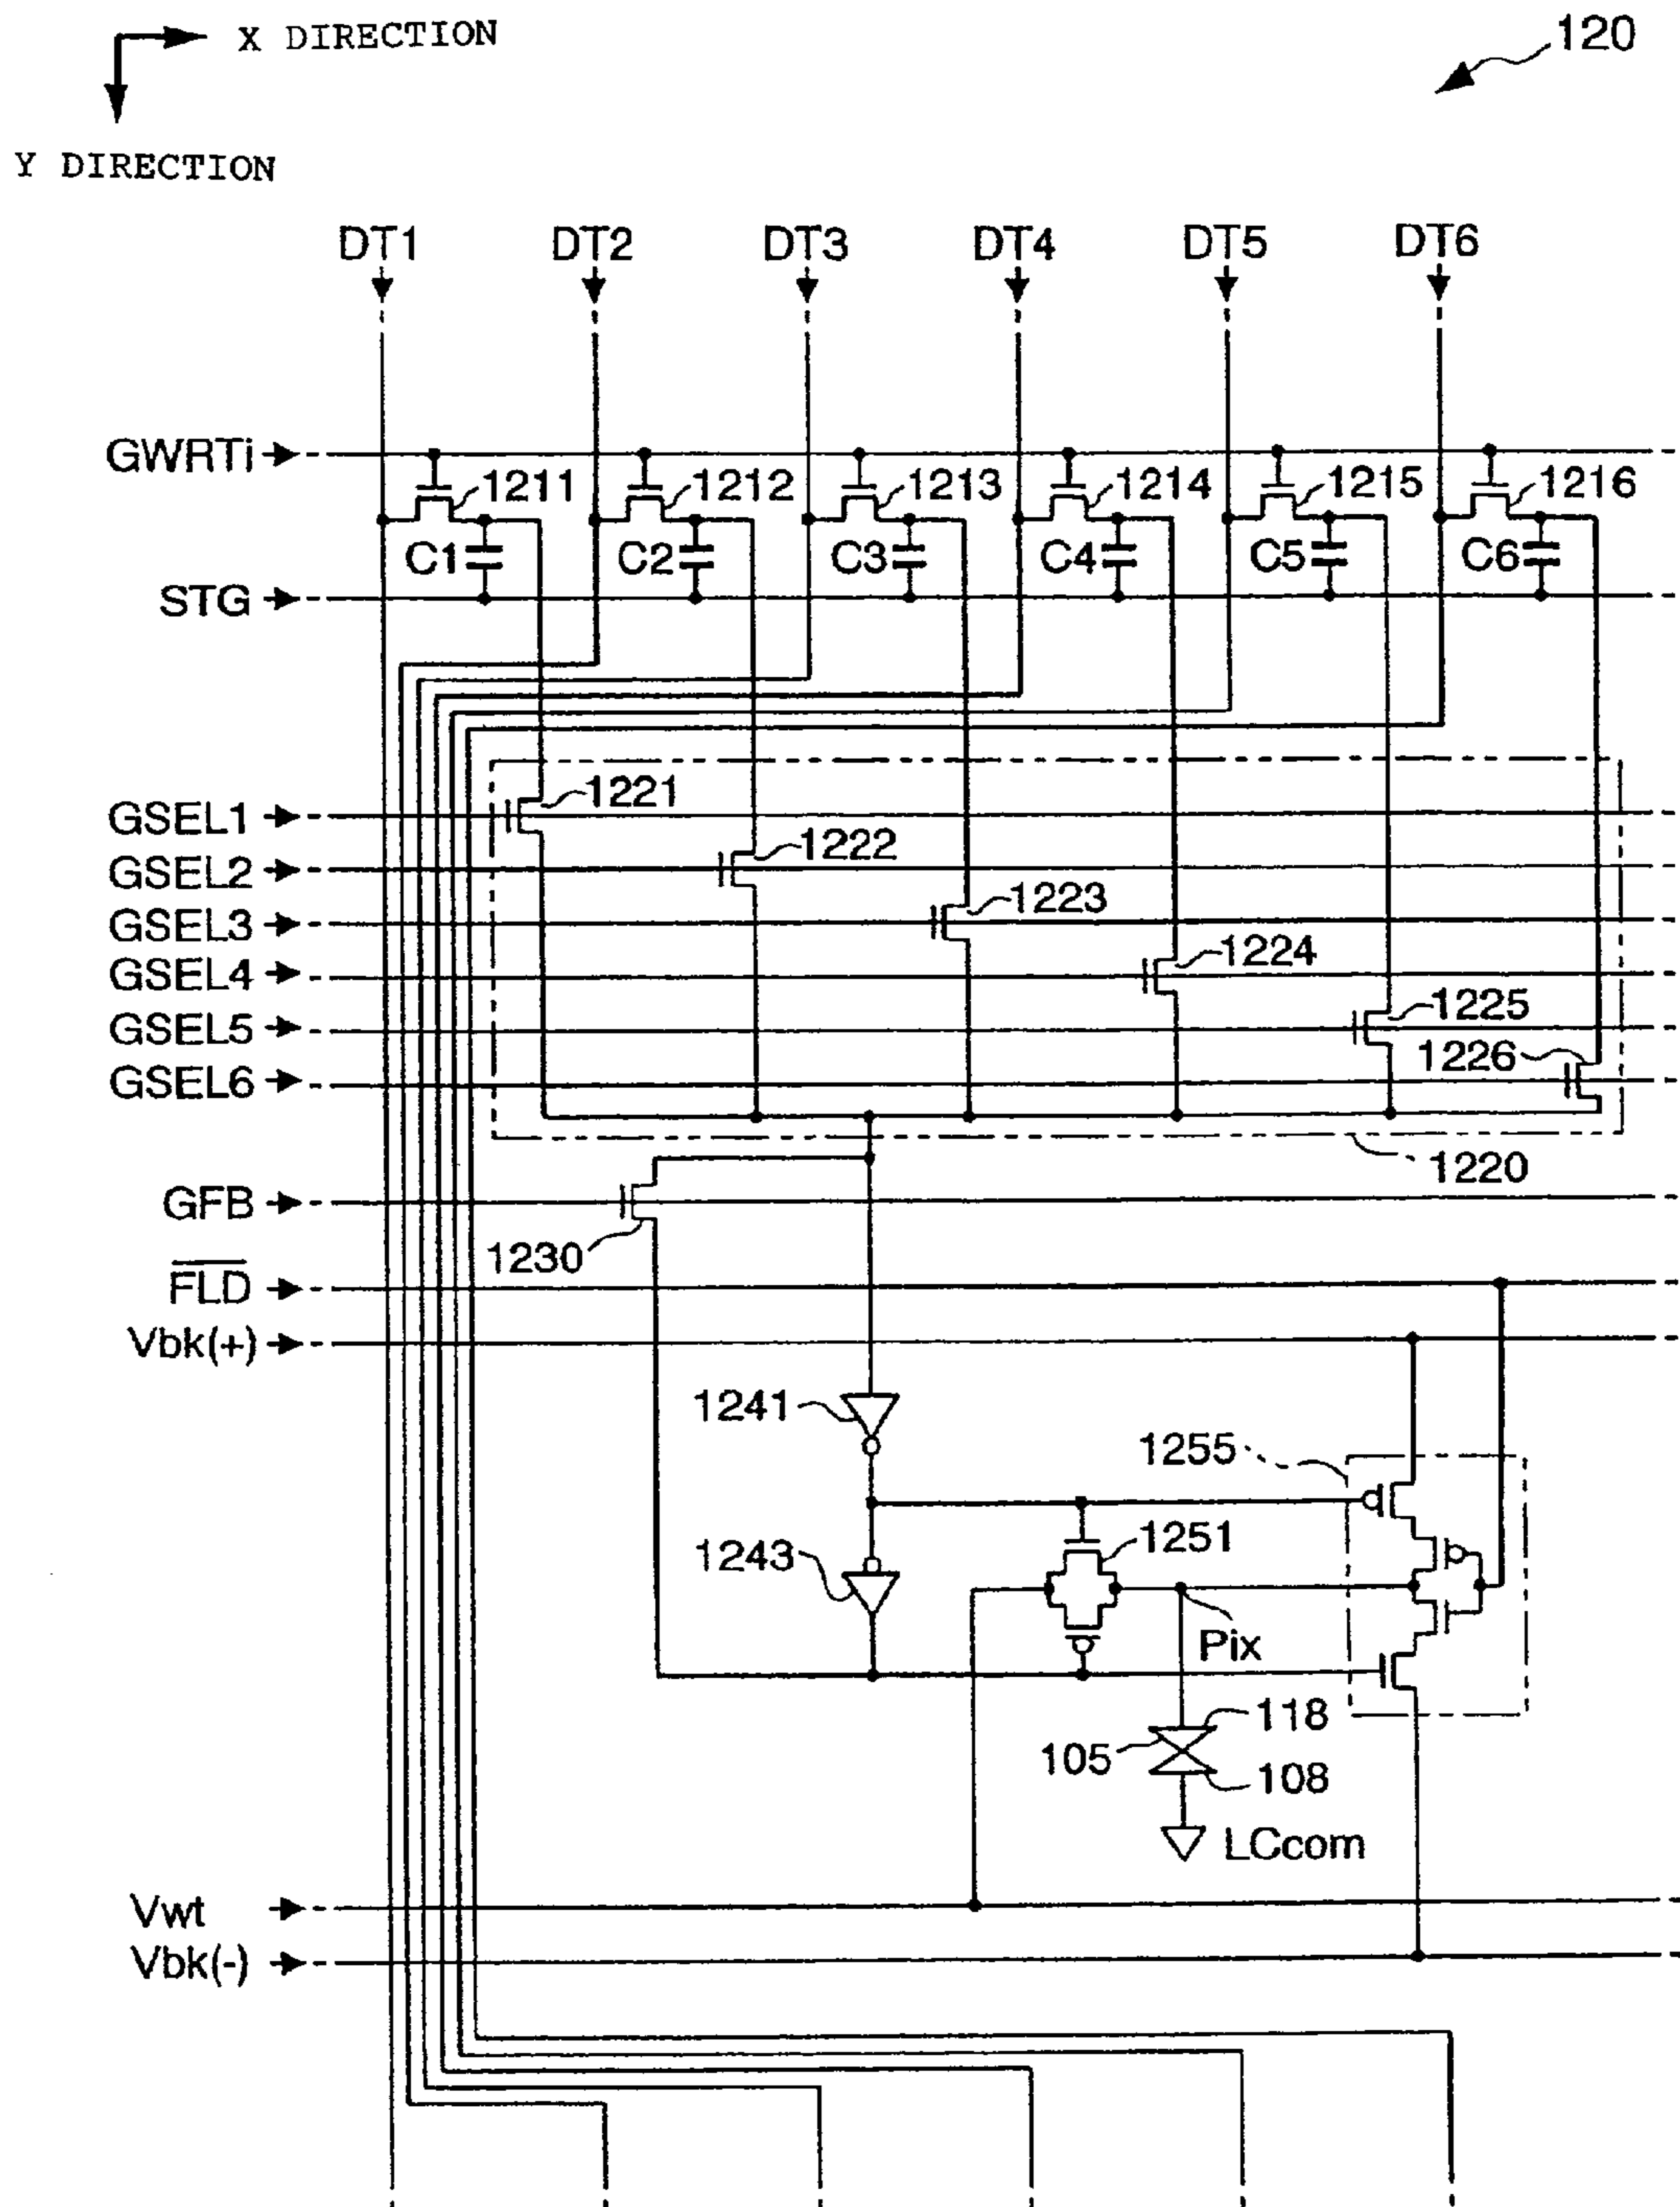 X DIRECTION
120
Y DIRECTION
DT1 DT2 DT3 DT4 DT5 DT6
GWRTi
1211 1212 1213 1214 1215 1216
C1 C2 C3 C4 C5 C6
STG
1221
GSEL1
1222
GSEL2
1223
GSEL3
1224
GSEL4
1225
GSEL5
1226
GSEL6
1220
GFB
1230
F̅L̅D̅
Vbk(+)
1241
1255
1251
1243
Pix
118
105
108
LCcom
Vwt
Vbk(-)